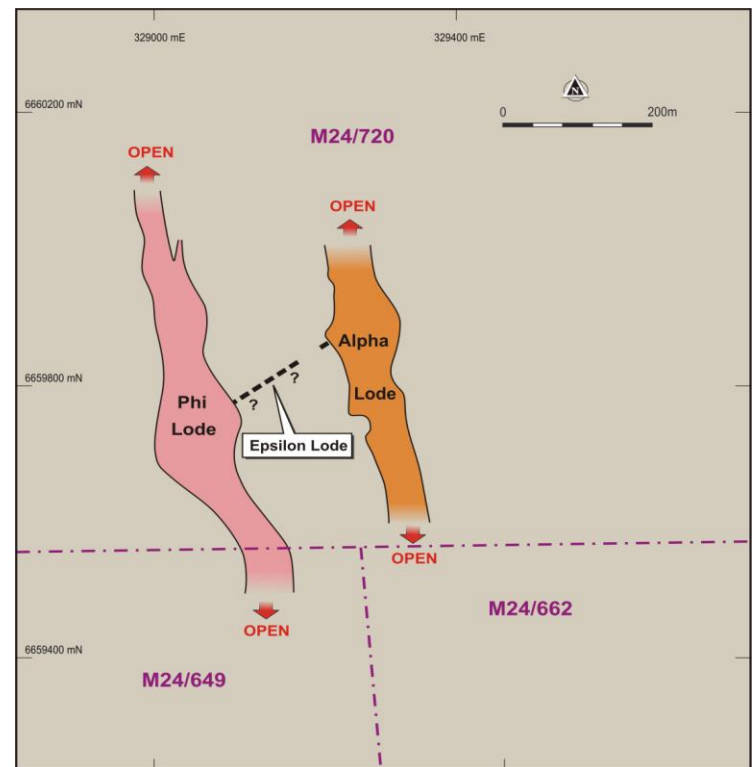 329000 mE
329400 mE
6660200 mN
N
0
200m
M24/720
OPEN
OPEN
Alpha
Lode
6659800 mN
?
?
Phi
Lode
Epsilon Lode
OPEN
M24/662
OPEN
6659400 mN
M24/649